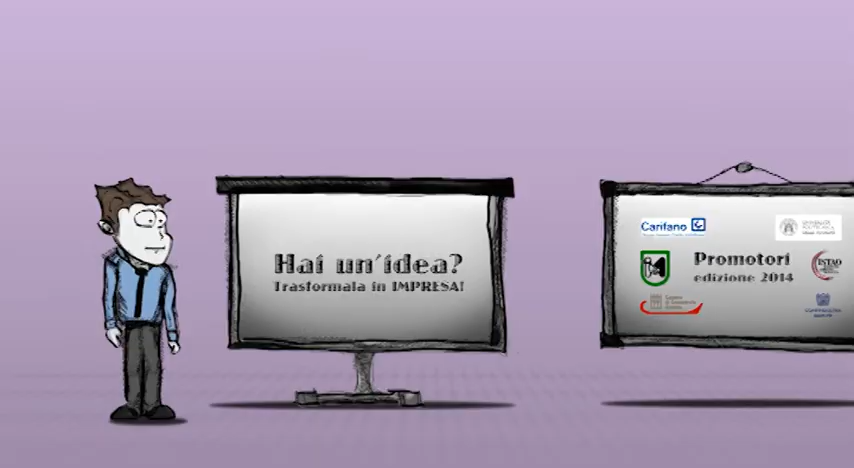 Hai un'idea?
Trasformala in IMPRESA!
Carifano
Promotori
edizione 2014
ISTAO